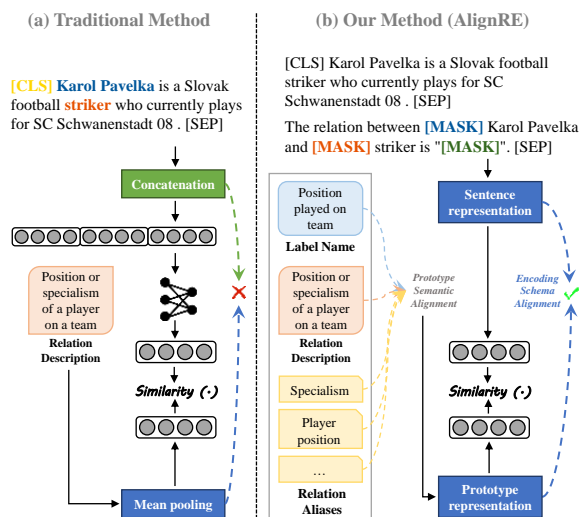 (a) Traditional Method
[CLS] Karol Pavelka is a Slovak
football striker who currently plays
for SC Schwanenstadt 08 . [SEP]
Concatenation
Position or
specialism
of a player
on a team
Relation
Description
Similarity (·)
Mean pooling
(b) Our Method (AlignRE)
[CLS] Karol Pavelka is a Slovak football
striker who currently plays for SC
Schwanenstadt 08 . [SEP]
The relation between [MASK] Karol Pavelka
and [MASK] striker is "[MASK]". [SEP]
Position
played on
team
Label Name
Position or
specialism
of a player
on a team
Relation
Description
Specialism
Player
position
...
Relation
Aliases
Prototype
Semantic
Alignment
Sentence
representation
Encoding
Schema
Alignment
Similarity (·)
Prototype
representation